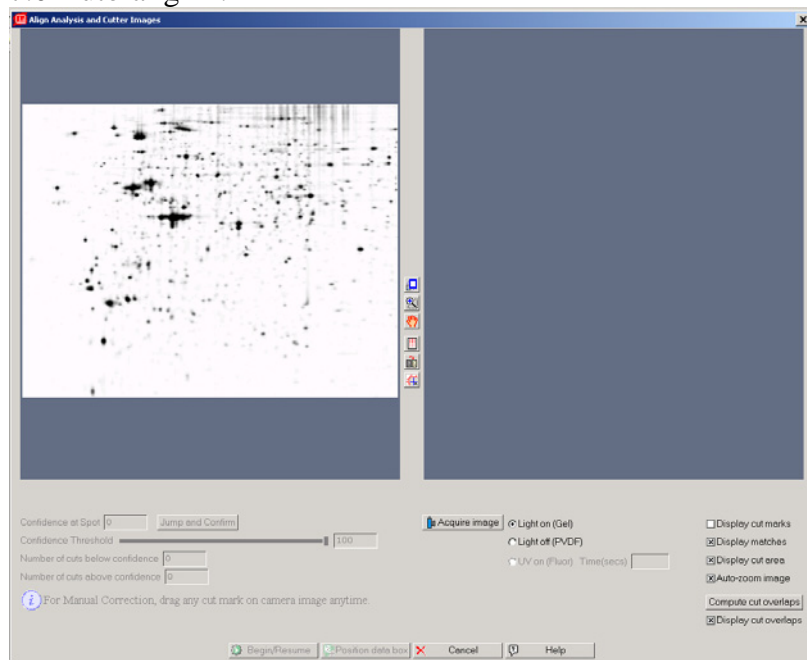 Align Analysis and Cutter Images
Confidence at Spot 0 Jump and Confirm
Confidence Threshold 100
Number of cuts below confidence 0
Number of cuts above confidence 0
For Manual Correction, drag any cut mark on camera image anytime.
Acquire image
Light on (Gel)
Light off (PVDF)
UV on (Fluor) Time(secs)
Display cut marks
Display matches
Display cut area
Auto-zoom image
Compute cut overlaps
Display cut overlaps
Begin/Resume Position data box Cancel Help